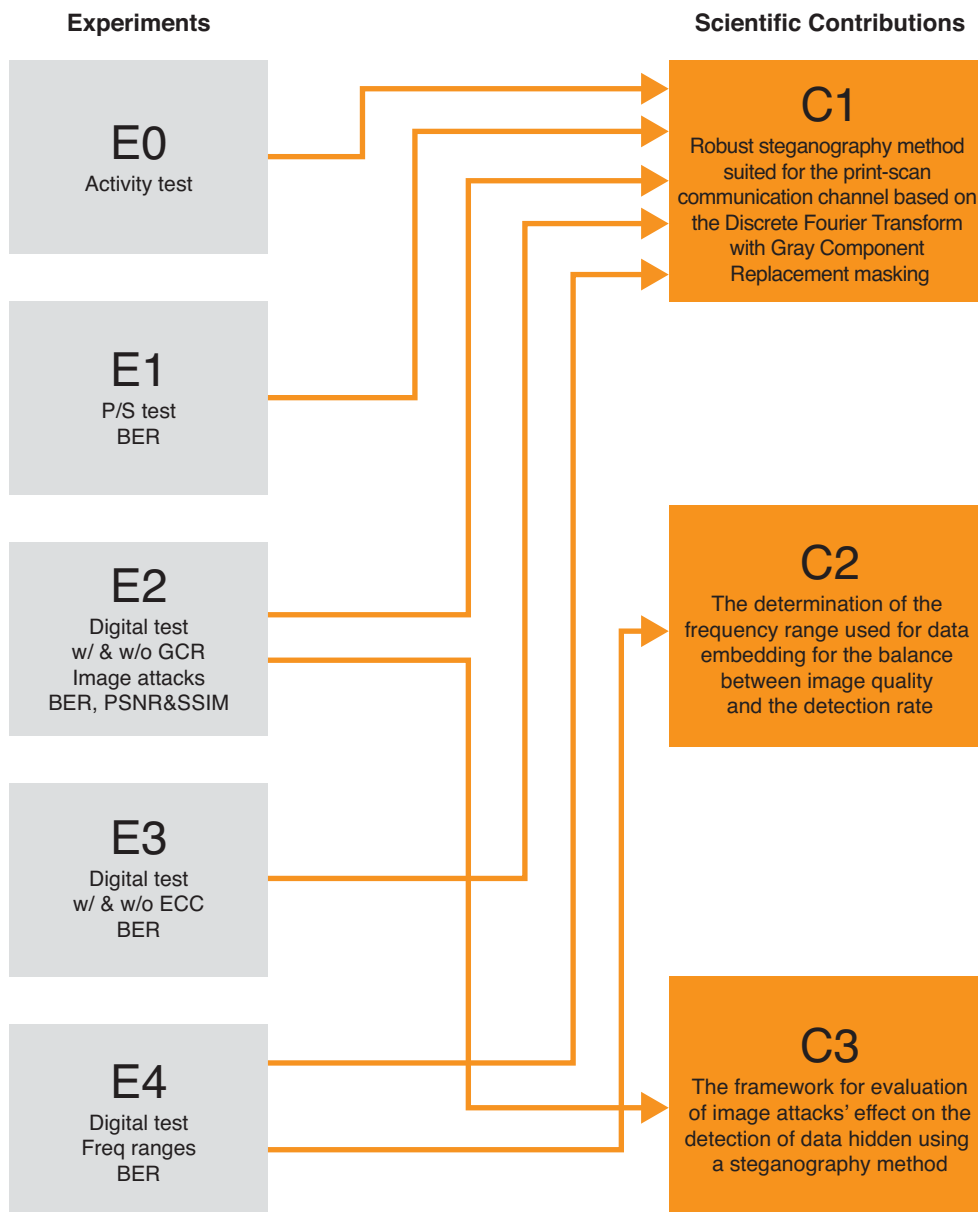 Experiments
Scientific Contributions
E0
Activity test
E1
P/S test
BER
E2
Digital test
w/ & w/o GCR
Image attacks
BER, PSNR&SSIM
E3
Digital test
w/ & w/o ECC
BER
E4
Digital test
Freq ranges
BER
C1
Robust steganography method
suited for the print-scan
communication channel based on
the Discrete Fourier Transform
with Gray Component
Replacement masking
C2
The determination of the
frequency range used for data
embedding for the balance
between image quality
and the detection rate
C3
The framework for evaluation
of image attacks’ effect on the
detection of data hidden using
a steganography method